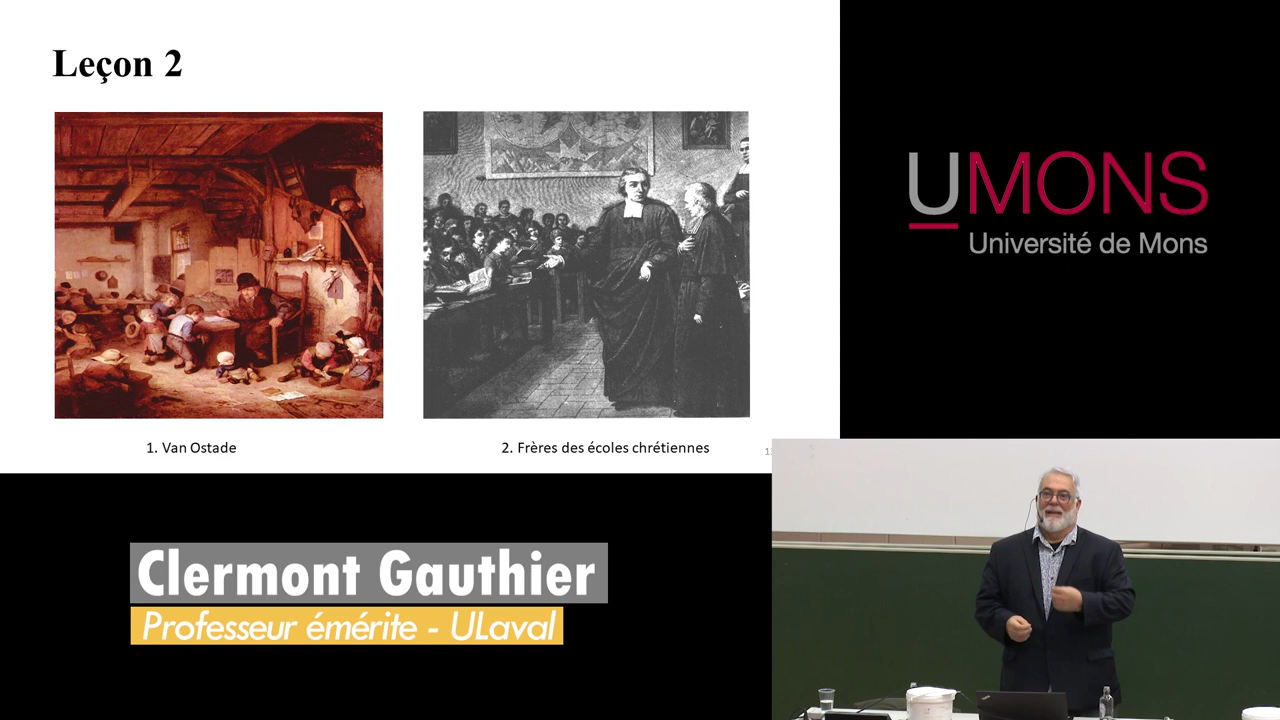 Leçon 2
1. Van Ostade
2. Frères des écoles chrétiennes
UMONS
Université de Mons
Clermont Gauthier
Professeur émérite - ULaval